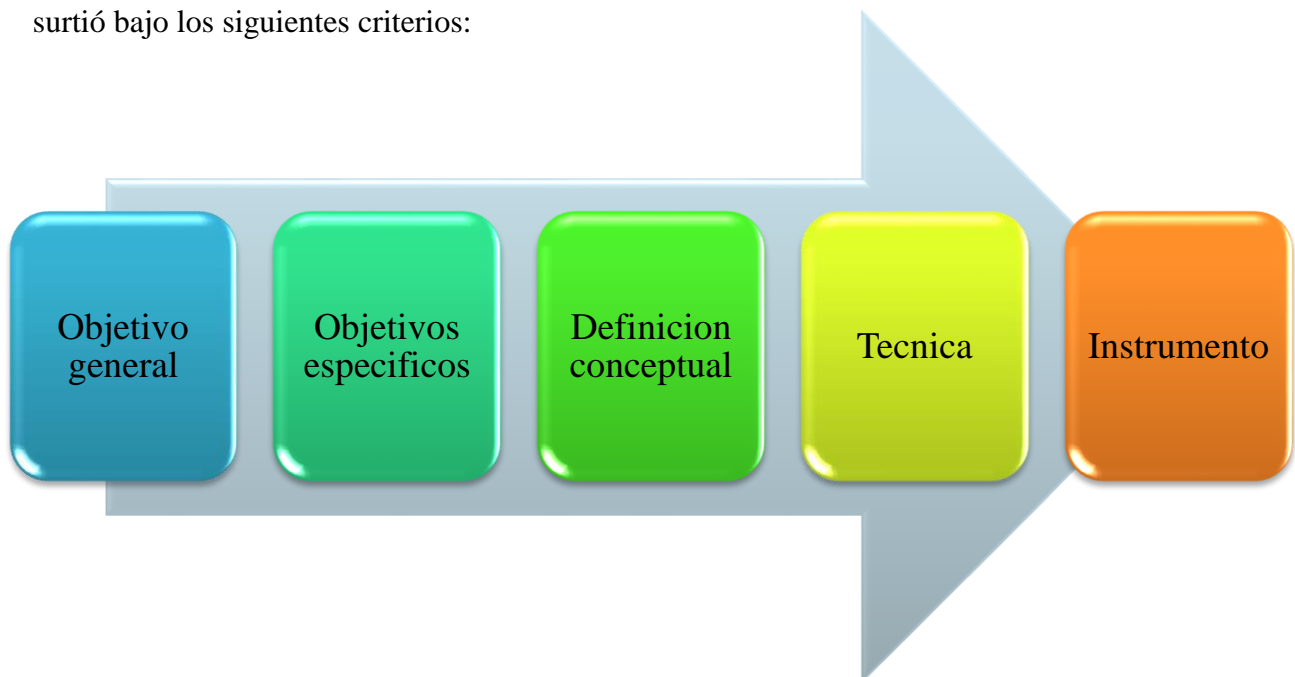 surtió bajo los siguientes criterios:
Objetivo
general
Objetivos
especificos
Definicion
conceptual
Tecnica
Instrumento